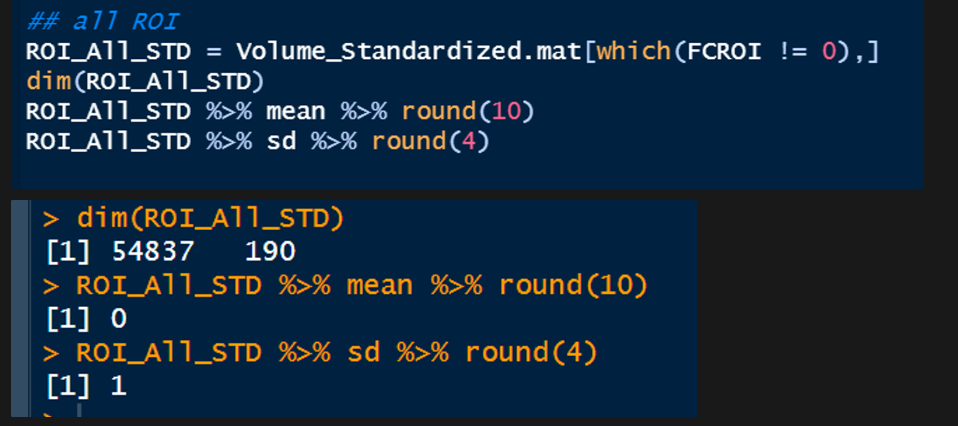 ## all ROI
ROI_All_STD = Volume_Standardized.mat[which(FCROI != 0),]
dim(ROI_All_STD)
ROI_All_STD %>% mean %>% round(10)
ROI_All_STD %>% sd %>% round(4)
> dim(ROI_All_STD)
[1] 54837   190
> ROI_All_STD %>% mean %>% round(10)
[1] 0
> ROI_All_STD %>% sd %>% round(4)
[1] 1
>